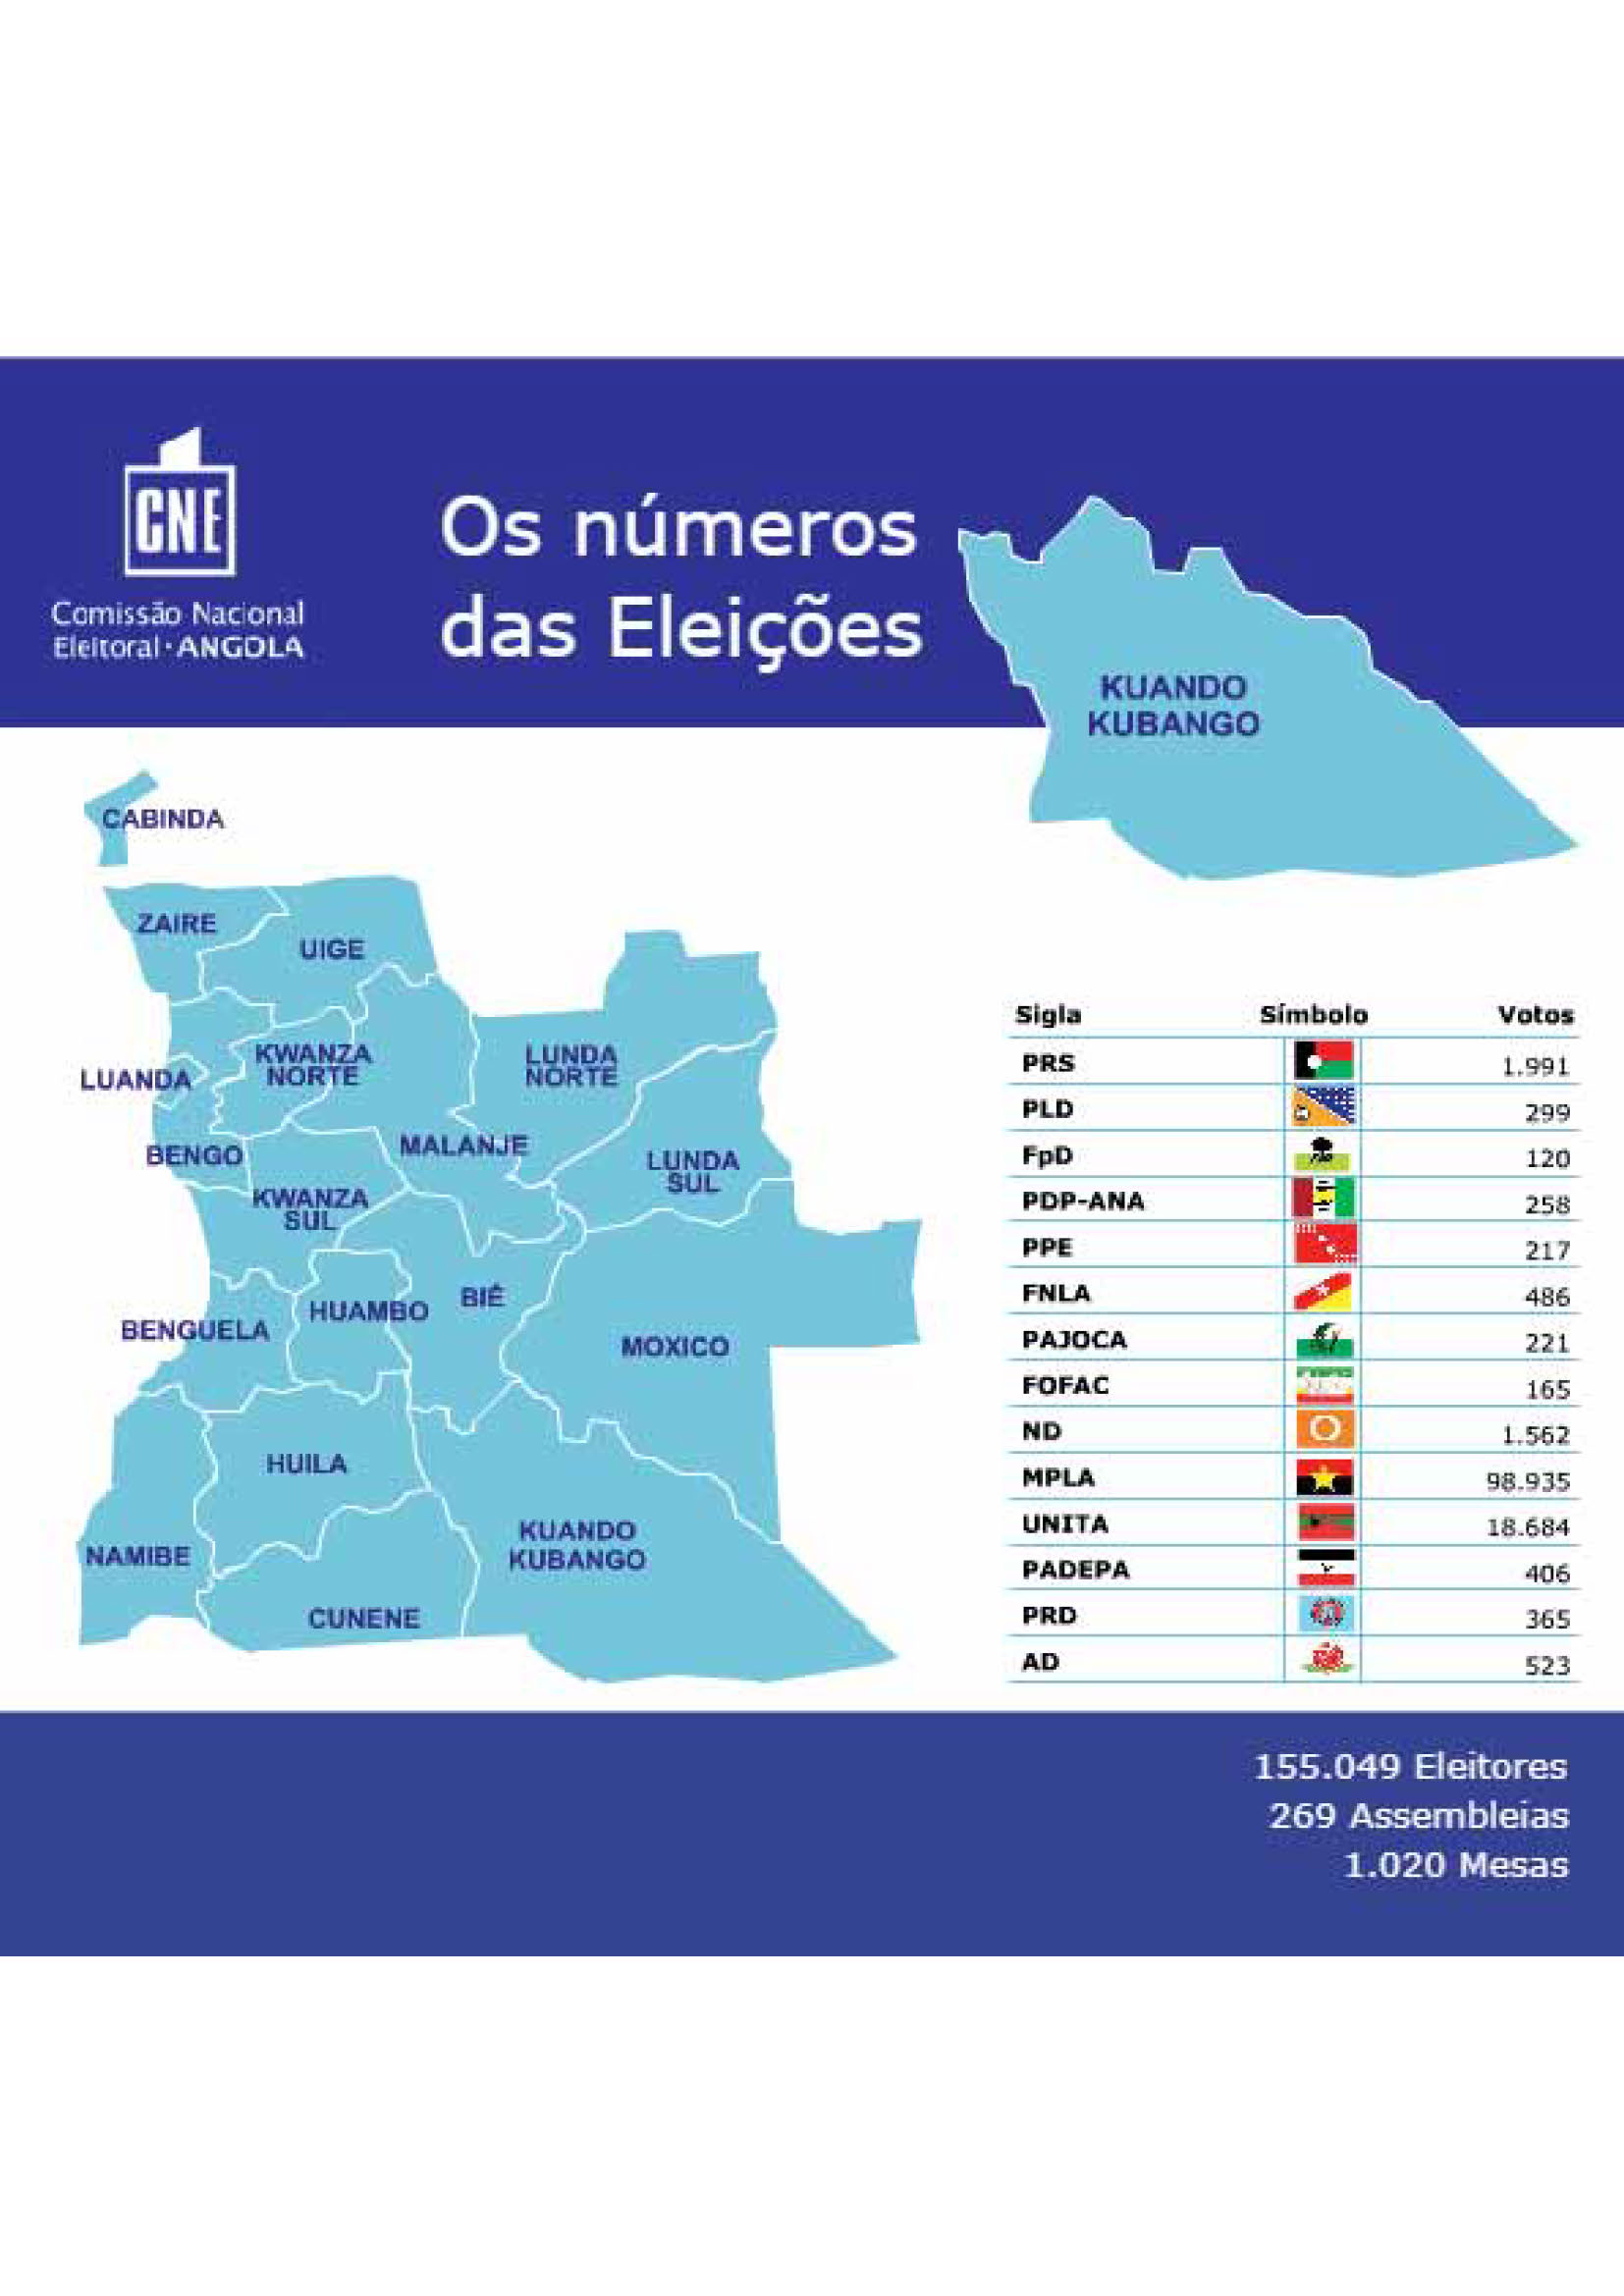 CNE
Comissão Nacional
Eleitoral · ANGOLA
Os números
das Eleições
KUANDO
KUBANGO
CABINDA
ZAIRE
UIGE
LUANDA
KWANZA
NORTE
LUNDA
NORTE
BENGO
MALANJE
LUNDA
SUL
KWANZA
SUL
BENGUELA
HUAMBO
BIÉ
MOXICO
HUILA
NAMIBE
KUANDO
KUBANGO
CUNENE
Sigla Símbolo Votos
PRS 1.991
PLD 299
FpD 120
PDP-ANA 258
PPE 217
FNLA 486
PAJOCA 221
FOFAC 165
ND 1.562
MPLA 98.935
UNITA 18.684
PADEPA 406
PRD 365
AD 523
155.049 Eleitores
269 Assembleias
1.020 Mesas